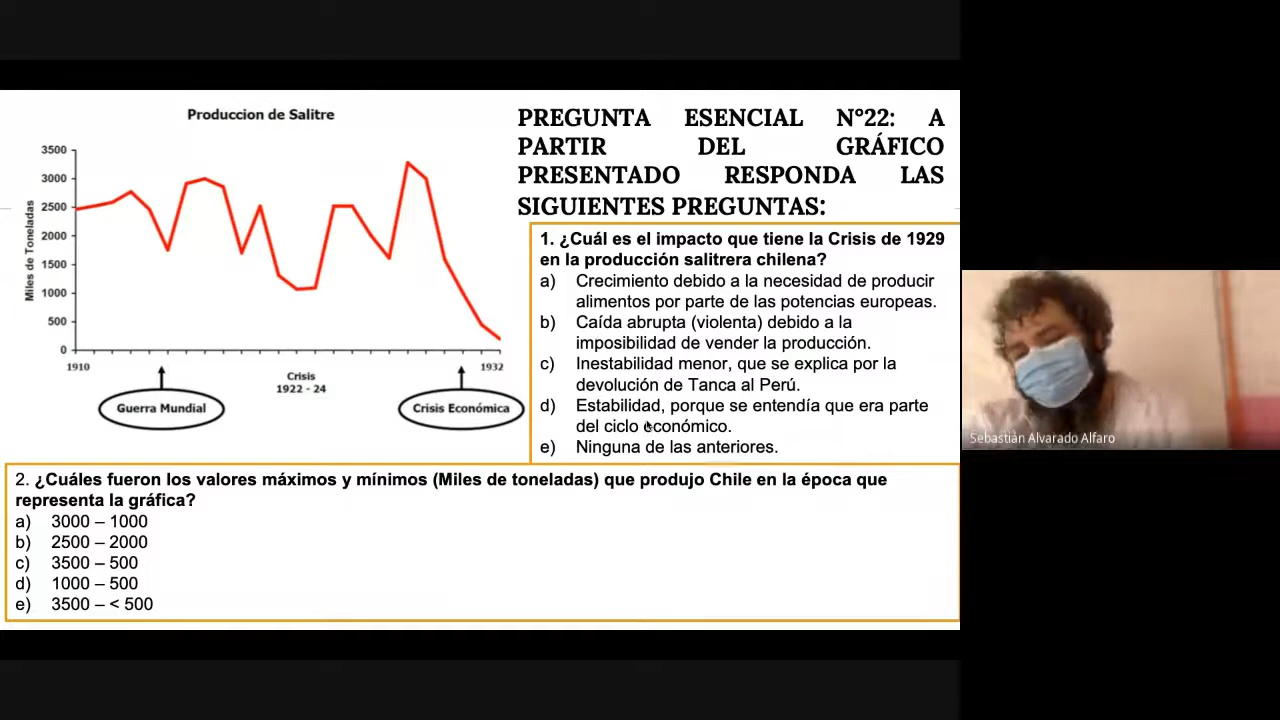 Produccion de Salitre
3500
3000
2500
2000
1500
1000
500
0
Miles de Toneladas
1910
1932
Crisis
1922 - 24
Guerra Mundial
Crisis Económica
PREGUNTA ESENCIAL N°22: A
PARTIR DEL GRÁFICO
PRESENTADO RESPONDA LAS
SIGUIENTES PREGUNTAS:
1. ¿Cuál es el impacto que tiene la Crisis de 1929
en la producción salitrera chilena?
a) Crecimiento debido a la necesidad de producir
alimentos por parte de las potencias europeas.
b) Caída abrupta (violenta) debido a la
imposibilidad de vender la producción.
c) Inestabilidad menor, que se explica por la
devolución de Tanca al Perú.
d) Estabilidad, porque se entendía que era parte
del ciclo económico.
e) Ninguna de las anteriores.
2. ¿Cuáles fueron los valores máximos y mínimos (Miles de toneladas) que produjo Chile en la época que
representa la gráfica?
a) 3000 – 1000
b) 2500 – 2000
c) 3500 – 500
d) 1000 – 500
e) 3500 – < 500
Sebastián Alvarado Alfaro